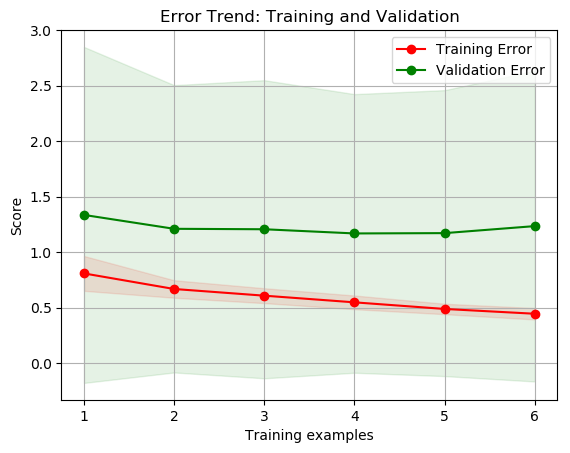 Error Trend: Training and Validation
3.0
Training Error
Validation Error
2.5
2.0
1.5
1.0
0.5
0.0
Score
1 2 3 4 5 6
Training examples